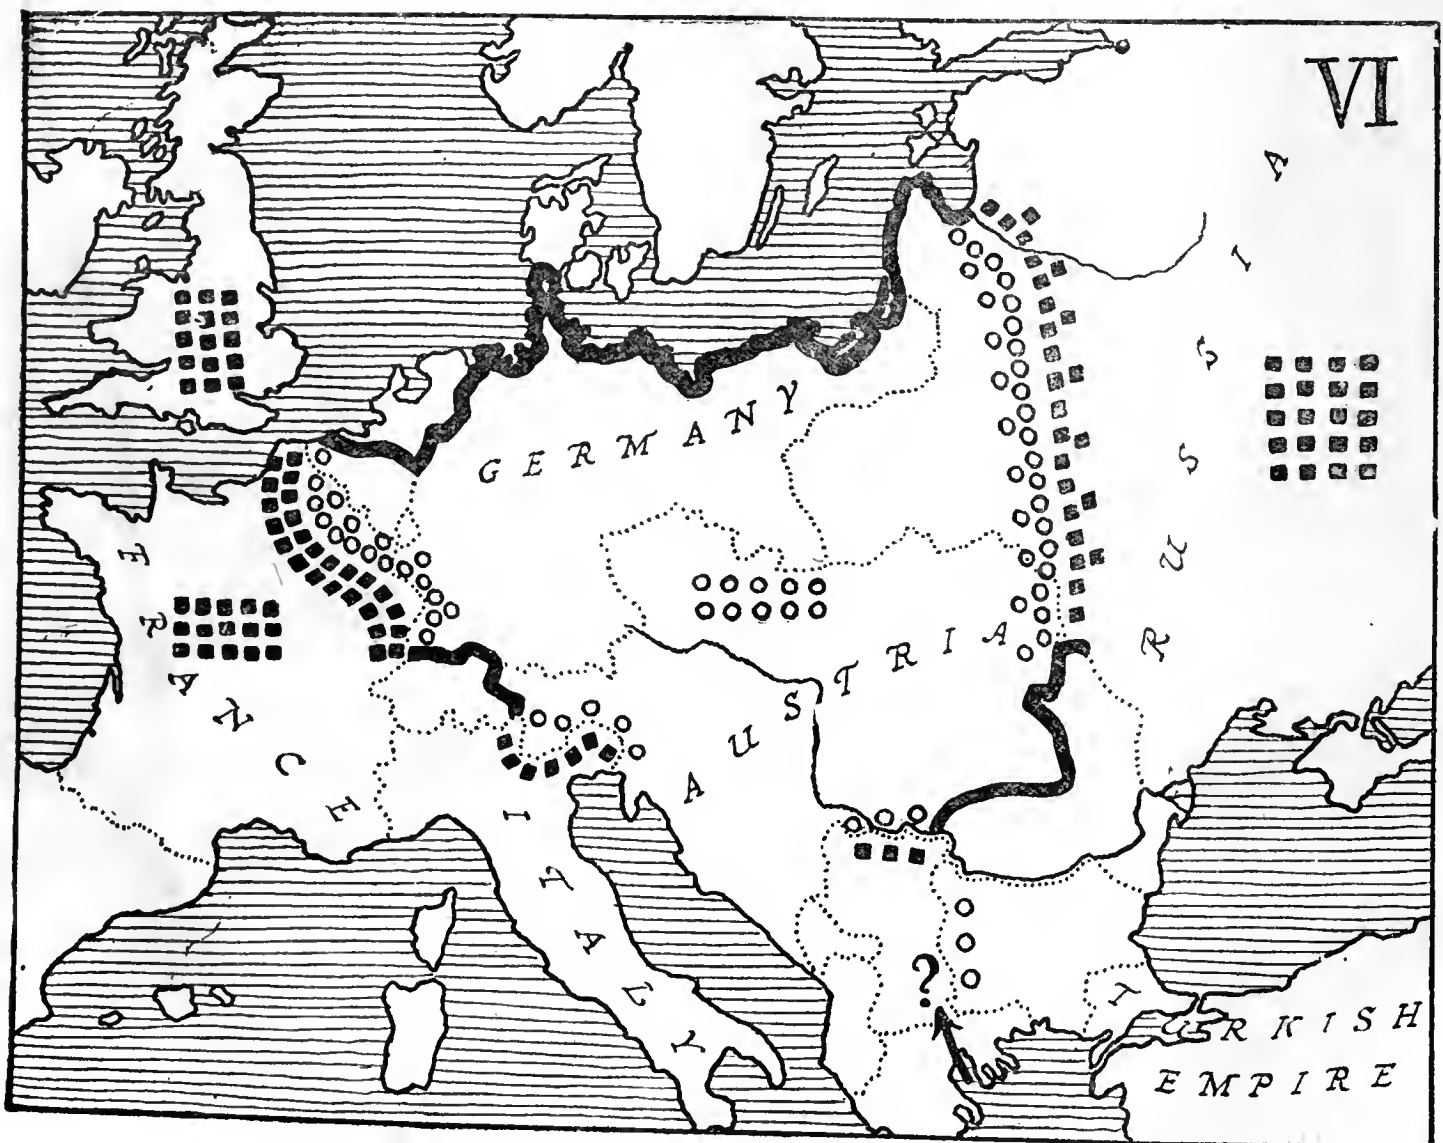 VI
RUSSIA
GERMANY
AUSTRIA
FRANCE
ITALY
?
TURKISH
EMPIRE